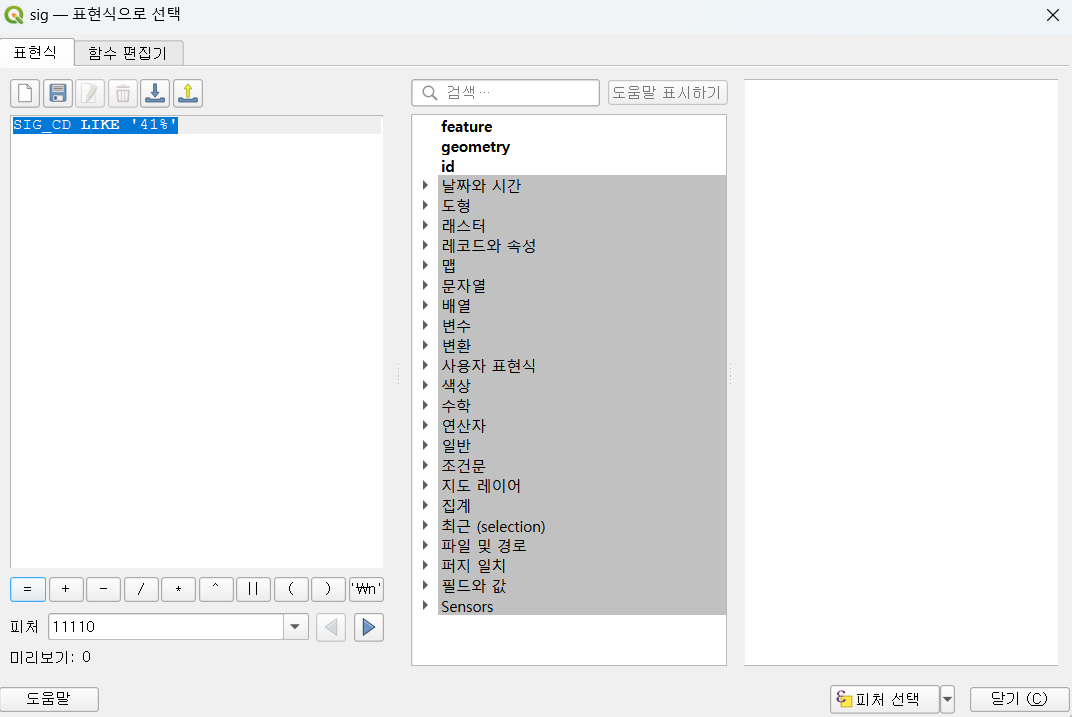 sig — 표현식으로 선택
표현식
함수 편집기
SIG_CD LIKE '41%'
= + - / * ^ || ( ) '₩n'
피처 11110
미리보기: 0
도움말
검색…
도움말 표시하기
feature
geometry
id
날짜와 시간
도형
래스터
레코드와 속성
맵
문자열
배열
변수
변환
사용자 표현식
색상
수학
연산자
일반
조건문
지도 레이어
집계
최근 (selection)
파일 및 경로
퍼지 일치
필드와 값
Sensors
ε 피처 선택
닫기 (C)